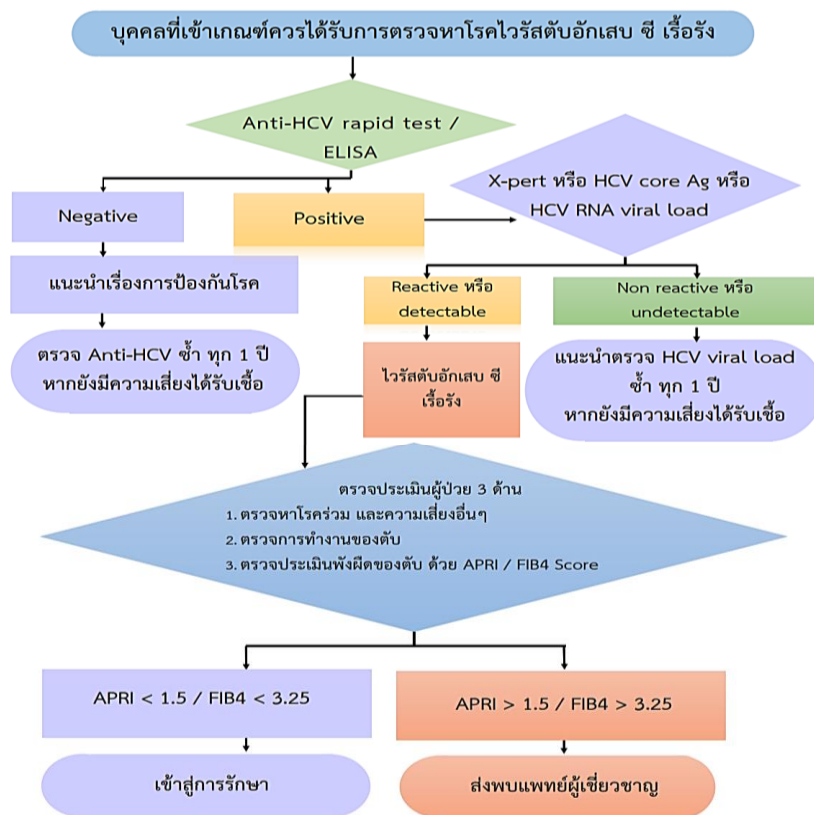 บุคคลที่เข้าเกณฑ์ควรได้รับการตรวจหาโรคไวรัสตับอักเสบ ซี เรื้อรัง
Anti-HCV rapid test /
ELISA
X-pert หรือ HCV core Ag หรือ
HCV RNA viral load
Negative
Positive
แนะนำเรื่องการป้องกันโรค
ตรวจ Anti-HCV ซ้ำ ทุก 1 ปี
หากยังมีความเสี่ยงได้รับเชื้อ
Reactive หรือ
detectable
Non reactive หรือ
undetectable
ไวรัสตับอักเสบ ซี
เรื้อรัง
แนะนำตรวจ HCV viral load
ซ้ำ ทุก 1 ปี
หากยังมีความเสี่ยงได้รับเชื้อ
ตรวจประเมินผู้ป่วย 3 ด้าน
1. ตรวจหาโรคร่วม และความเสี่ยงอื่นๆ
2. ตรวจการทำงานของตับ
3. ตรวจประเมินพังผืดของตับ ด้วย APRI / FIB4 Score
APRI < 1.5 / FIB4 < 3.25
APRI > 1.5 / FIB4 > 3.25
เข้าสู่การรักษา
ส่งพบแพทย์ผู้เชี่ยวชาญ